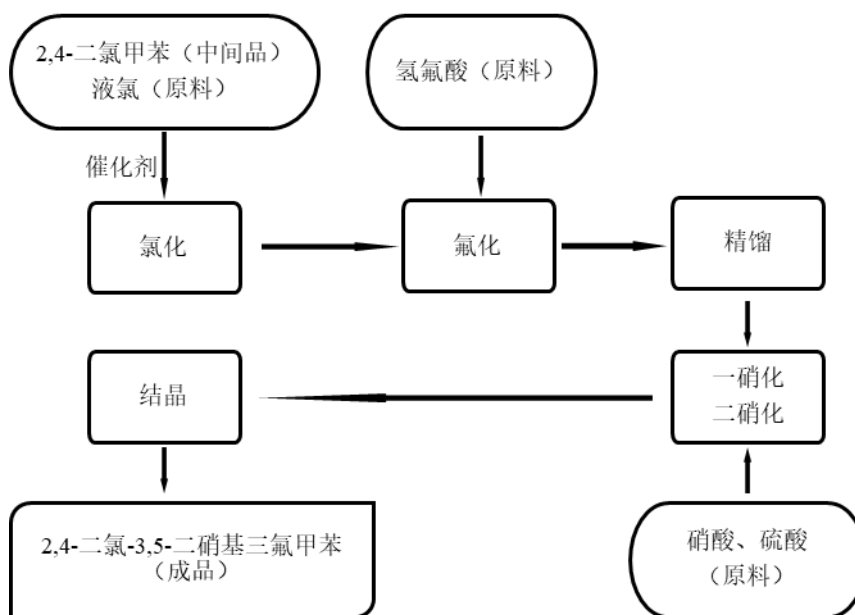 2,4-二氯甲苯（中间品）
液氯（原料）
氢氟酸（原料）
催化剂
氯化
氟化
精馏
一硝化
二硝化
结晶
2,4-二氯-3,5-二硝基三氟甲苯
（成品）
硝酸、硫酸
（原料）